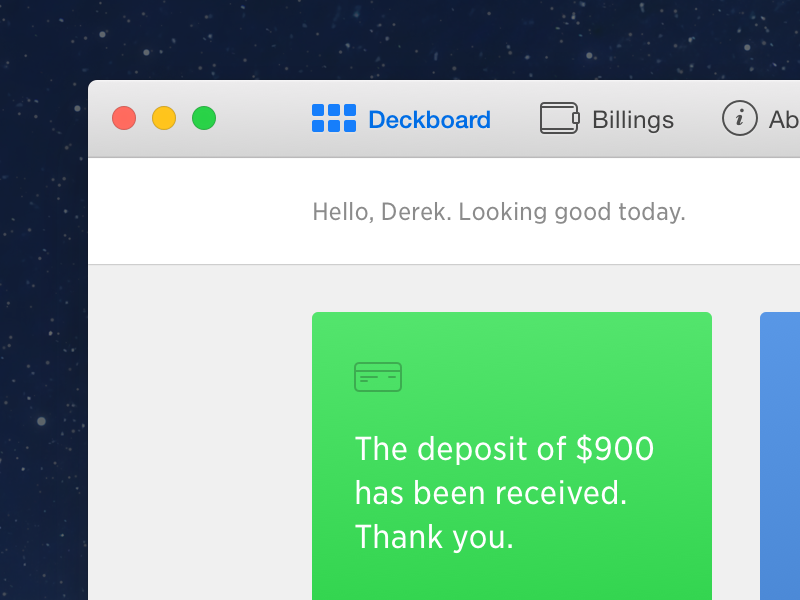 Deckboard
Billings
Ab
Hello, Derek. Looking good today.
The deposit of $900
has been received.
Thank you.